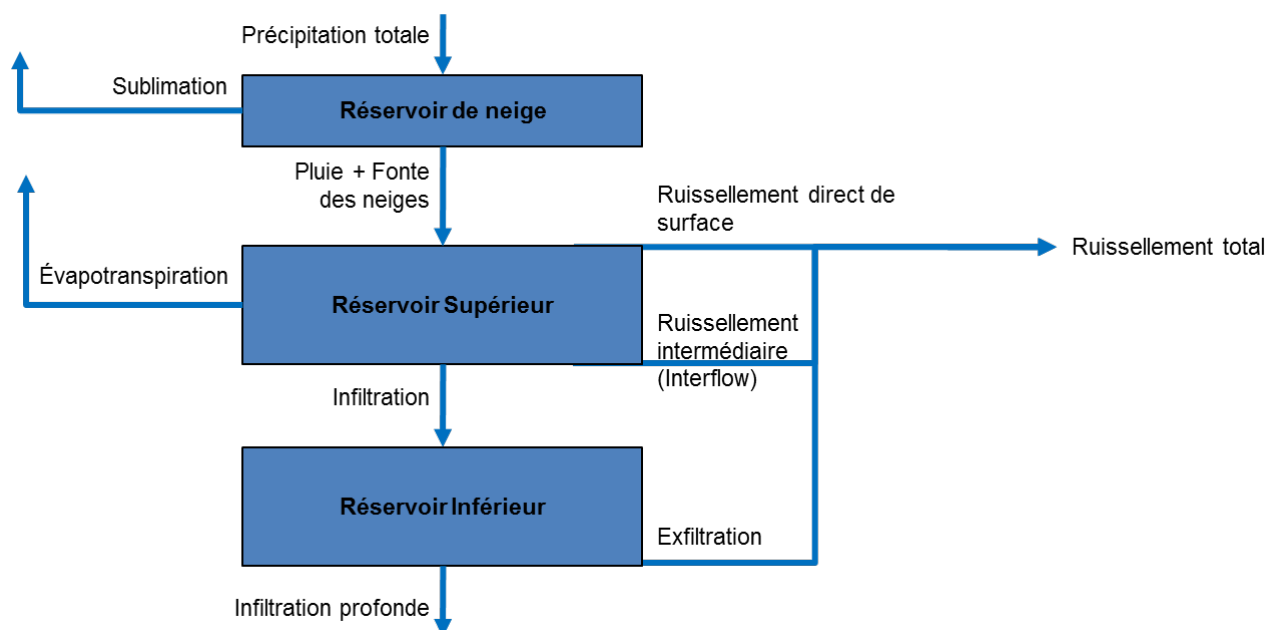 Précipitation totale
Sublimation
Réservoir de neige
Pluie + Fonte
des neiges
Ruissellement direct de
surface
Ruissellement total
Évapotranspiration
Réservoir Supérieur
Ruissellement
intermédiaire
(Interflow)
Infiltration
Réservoir Inférieur
Exfiltration
Infiltration profonde